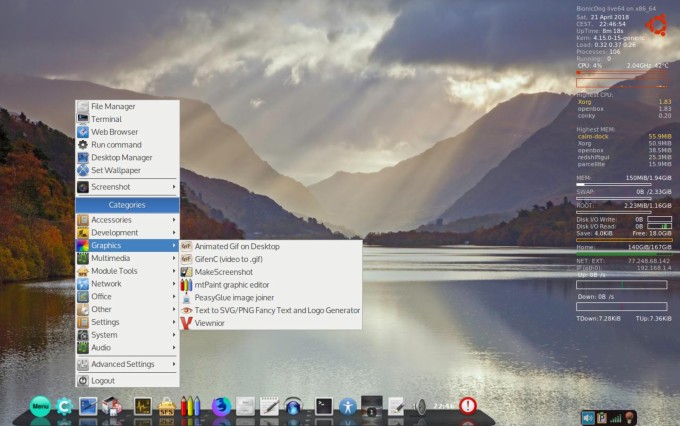 File Manager
Terminal
Web Browser
Run command
Desktop Manager
Set Wallpaper
Screenshot
Categories
Accessories
Development
Graphics
Multimedia
Module Tools
Network
Office
Other
Settings
System
Audio
Advanced Settings
Logout
Animated Gif on Desktop
GifenC (video to .gif)
MakeScreenshot
mtPaint graphic editor
PeasyGlue image joiner
Text to SVG/PNG Fancy Text and Logo Generator
Viewnior
BionicDog live64 on x86_64
Sat, 21 April 2018
CEST, 22:46:54
UpTime: 8m 18s
Kern: 4.15.0-15-generic
Load: 0.32 0.37 0.26
Processes: 106
Running: 0
CPU: 4% 2.04GHz 42°C
Highest CPU:
Xorg 1.83
openbox 1.83
conky 0.20
Highest MEM:
cairo-dock 55.9MiB
Xorg 50.9MiB
openbox 38.5MiB
redshiftgui 25.3MiB
parcellite 15.9MiB
MEM: 150MiB/1.94GiB
SWAP: 0B /2.33GiB
ROOT: 2.23MiB/1.16GiB
Disk I/O Write: 0B
Disk I/O Read: 0B
Save: 4.0KiB Free: 18.0GiB
Home: 140GiB/167GiB
NET: EXT: 77.248.68.142
192.168.1.4
Up: 0B /s
Down: 0B /s
TDown:7.28KiB TUp:7.36KiB
Menu
SFS